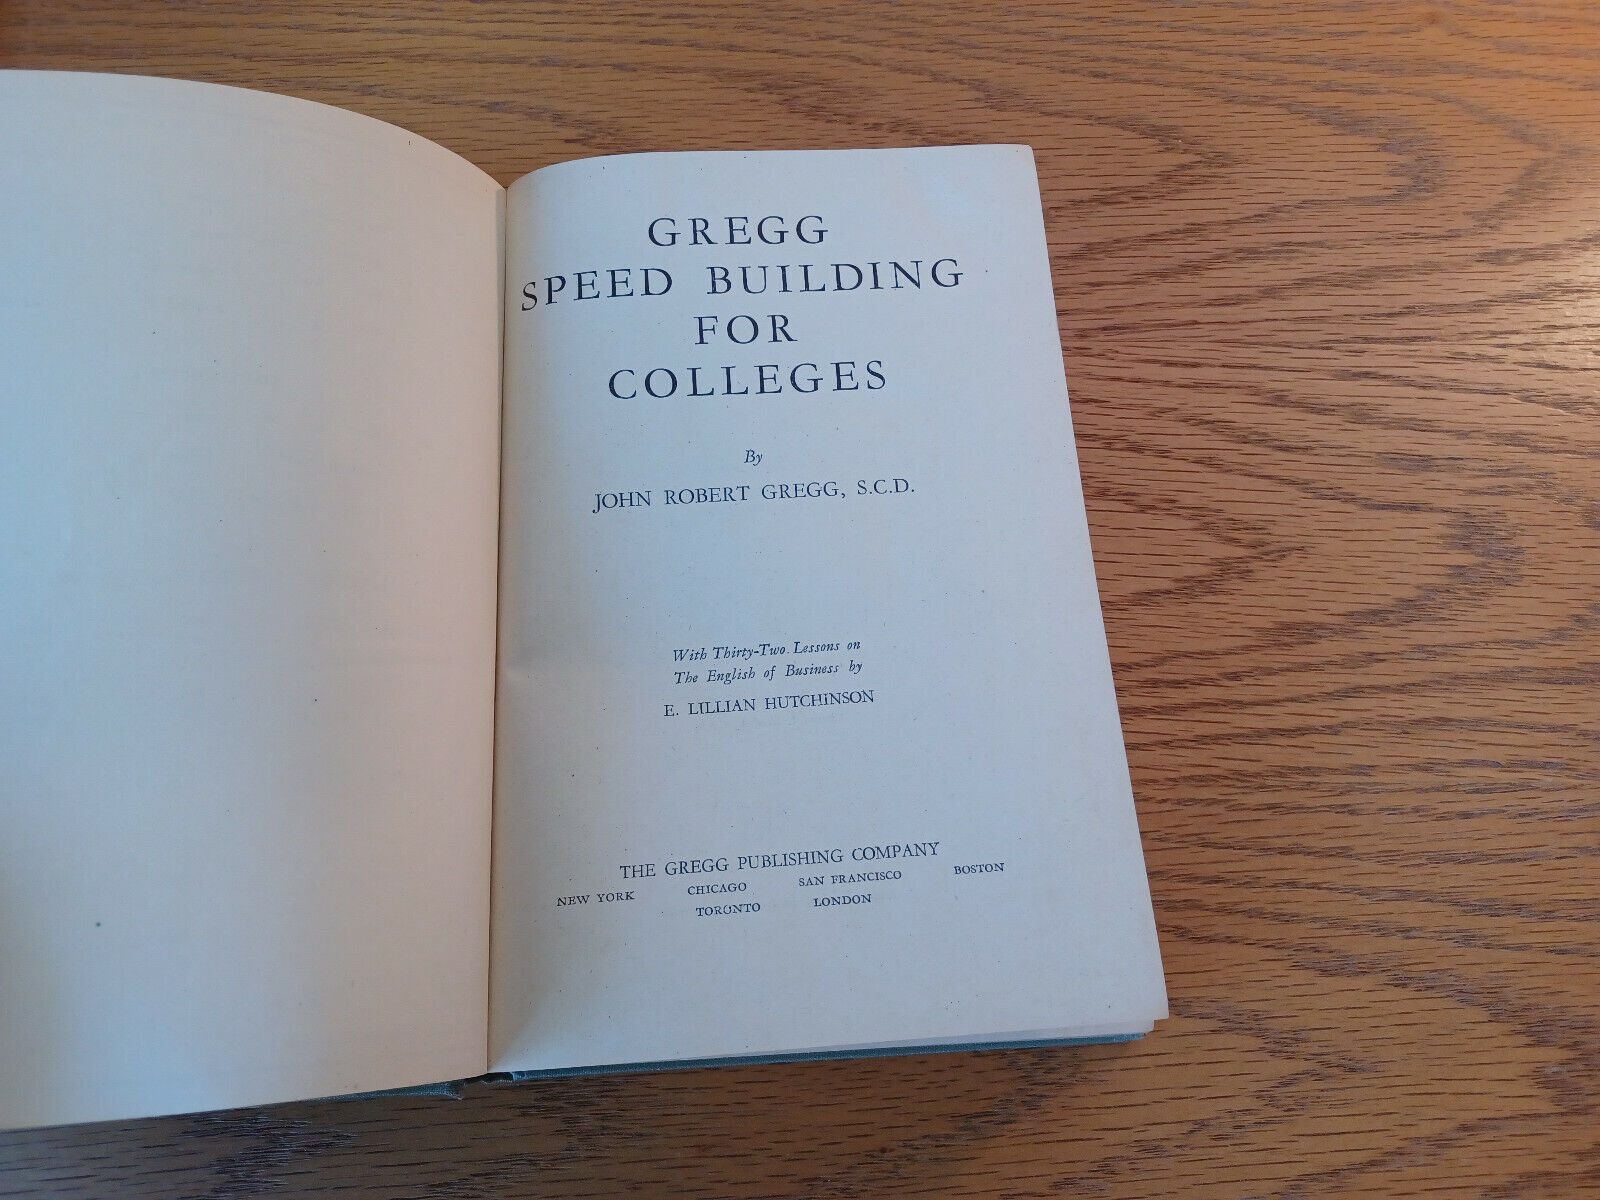 GREGG
SPEED BUILDING
FOR
COLLEGES
By
JOHN ROBERT GREGG, S.C.D.
With Thirty-Two Lessons on
The English of Business by
E. LILLIAN HUTCHINSON
THE GREGG PUBLISHING COMPANY
NEW YORK CHICAGO SAN FRANCISCO BOSTON
TORONTO LONDON